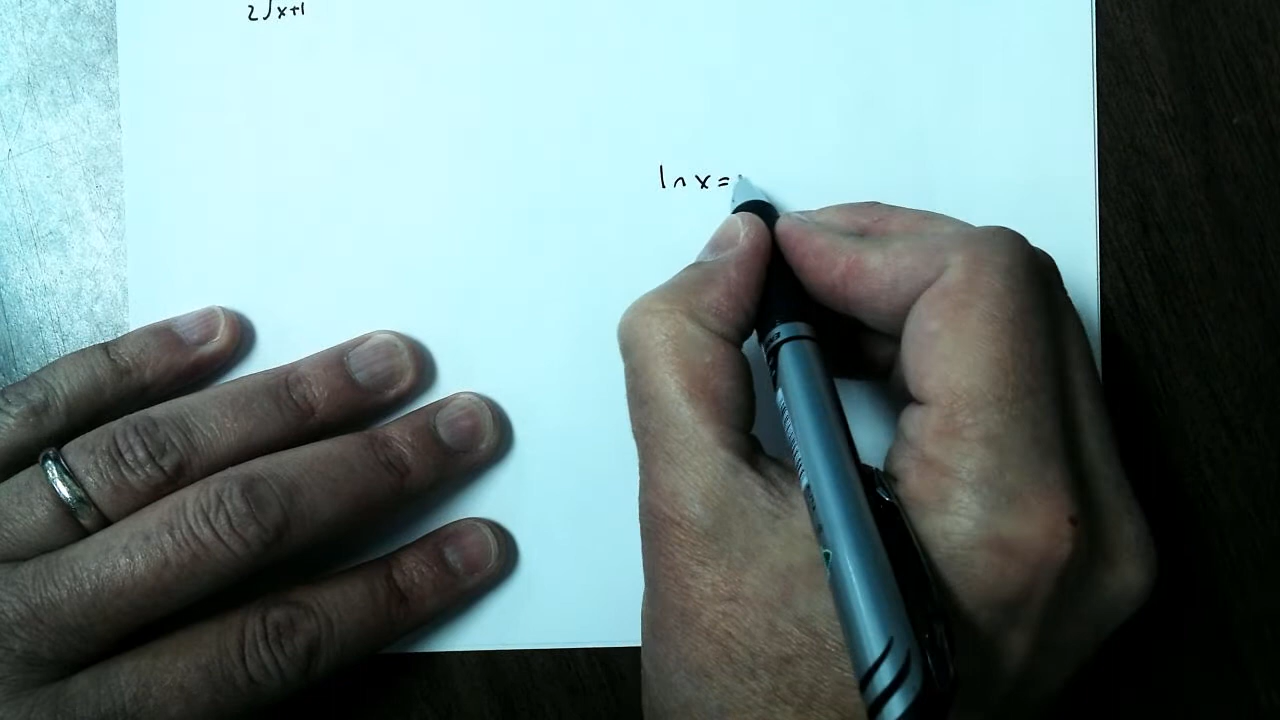 2√x+1
ln x =